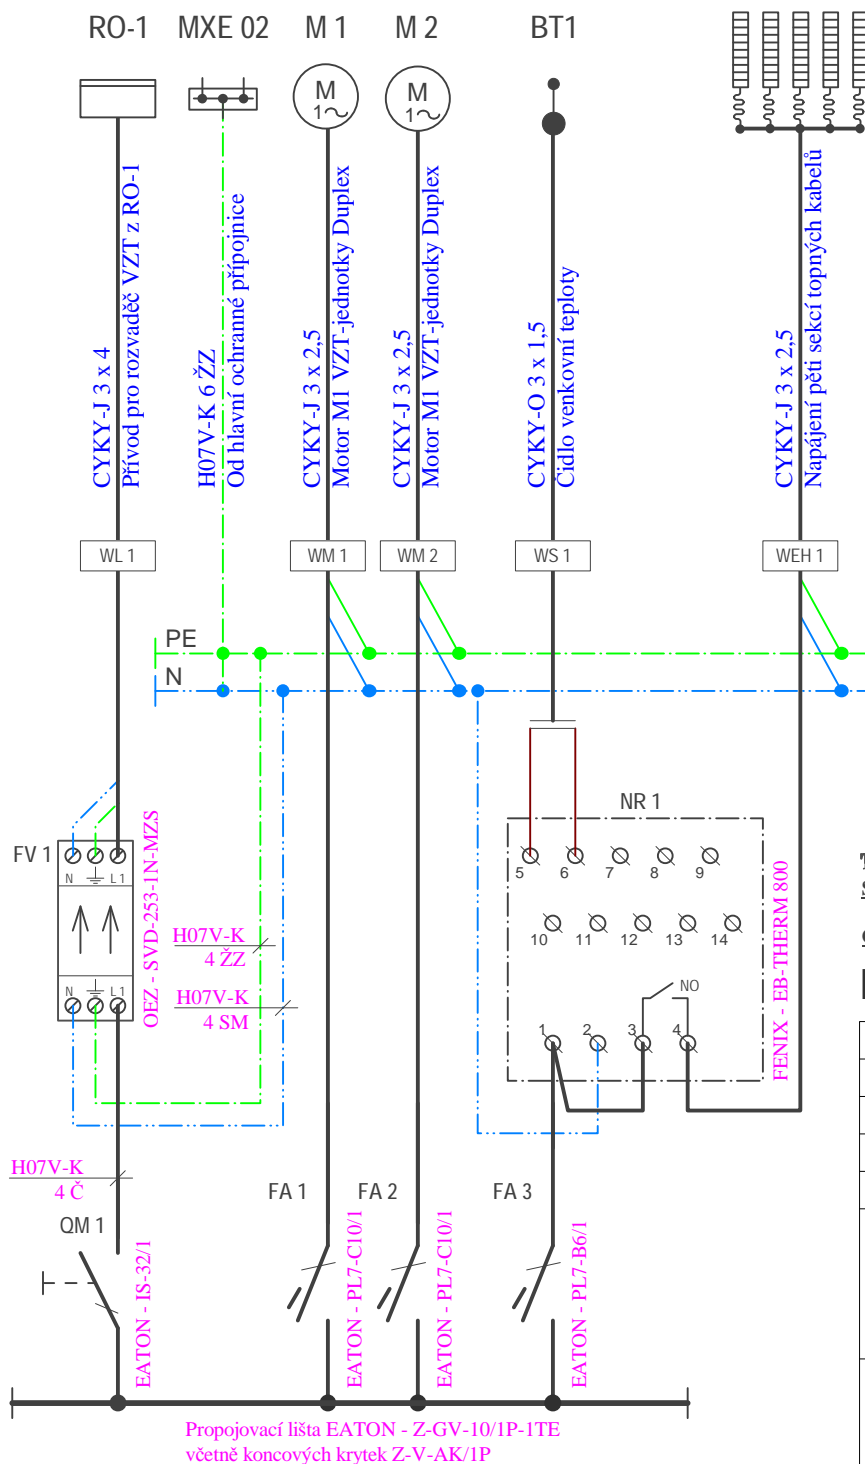 RO-1
MXE 02
M 1
M 2
BT1
M
1
M
1
CYKY-J 3 x 4
Přívod pro rozvaděč VZT z RO-1
H07V-K 6 ŽZ
Od hlavní ochranné přípojnice
CYKY-J 3 x 2,5
Motor M1 VZT-jednotky Duplex
CYKY-J 3 x 2,5
Motor M1 VZT-jednotky Duplex
CYKY-O 3 x 1,5
Čidlo venkovní teploty
CYKY-J 3 x 2,5
Napájení pěti sekcí topných kabelů
WL 1
WM 1
WM 2
WS 1
WEH 1
PE
N
FV 1
N
L1
N
L1
OEZ - SVD-253-1N-MZS
H07V-K
4 ŽZ
H07V-K
4 SM
NR 1
5
6
7
8
9
10
11
12
13
14
NO
1
2
3
4
FENIX - EB-THERM 800
H07V-K
4 Č
QM 1
EATON - IS-32/1
FA 1
EATON - PL7-C10/1
FA 2
EATON - PL7-C10/1
FA 3
EATON - PL7-B6/1
Propojovací lišta EATON - Z-GV-10/1P-1TE
včetně koncových krytek Z-V-AK/1P